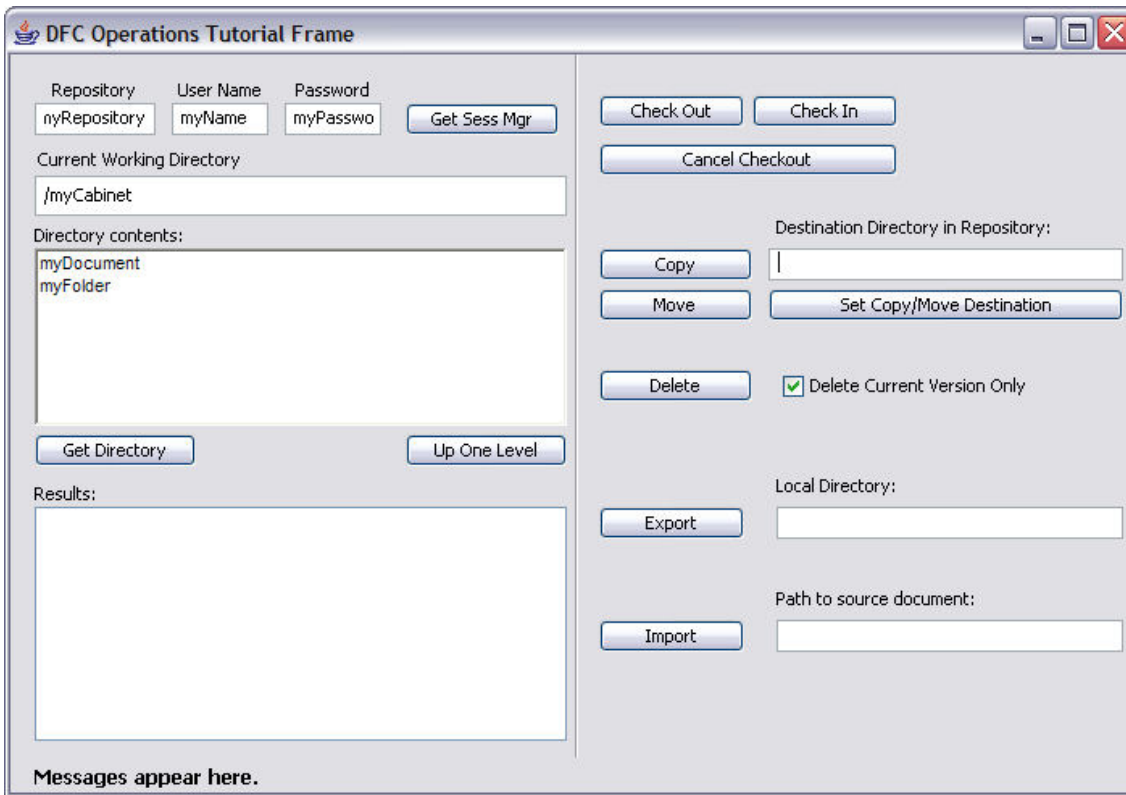 DFC Operations Tutorial Frame
Repository User Name Password
nyRepository myName myPasswo Get Sess Mgr
Current Working Directory
/myCabinet
Directory contents:
myDocument
myFolder
Get Directory Up One Level
Results:
Messages appear here.
Check Out Check In
Cancel Checkout
Destination Directory in Repository:
Copy
Move Set Copy/Move Destination
Delete Delete Current Version Only
Local Directory:
Export
Path to source document:
Import